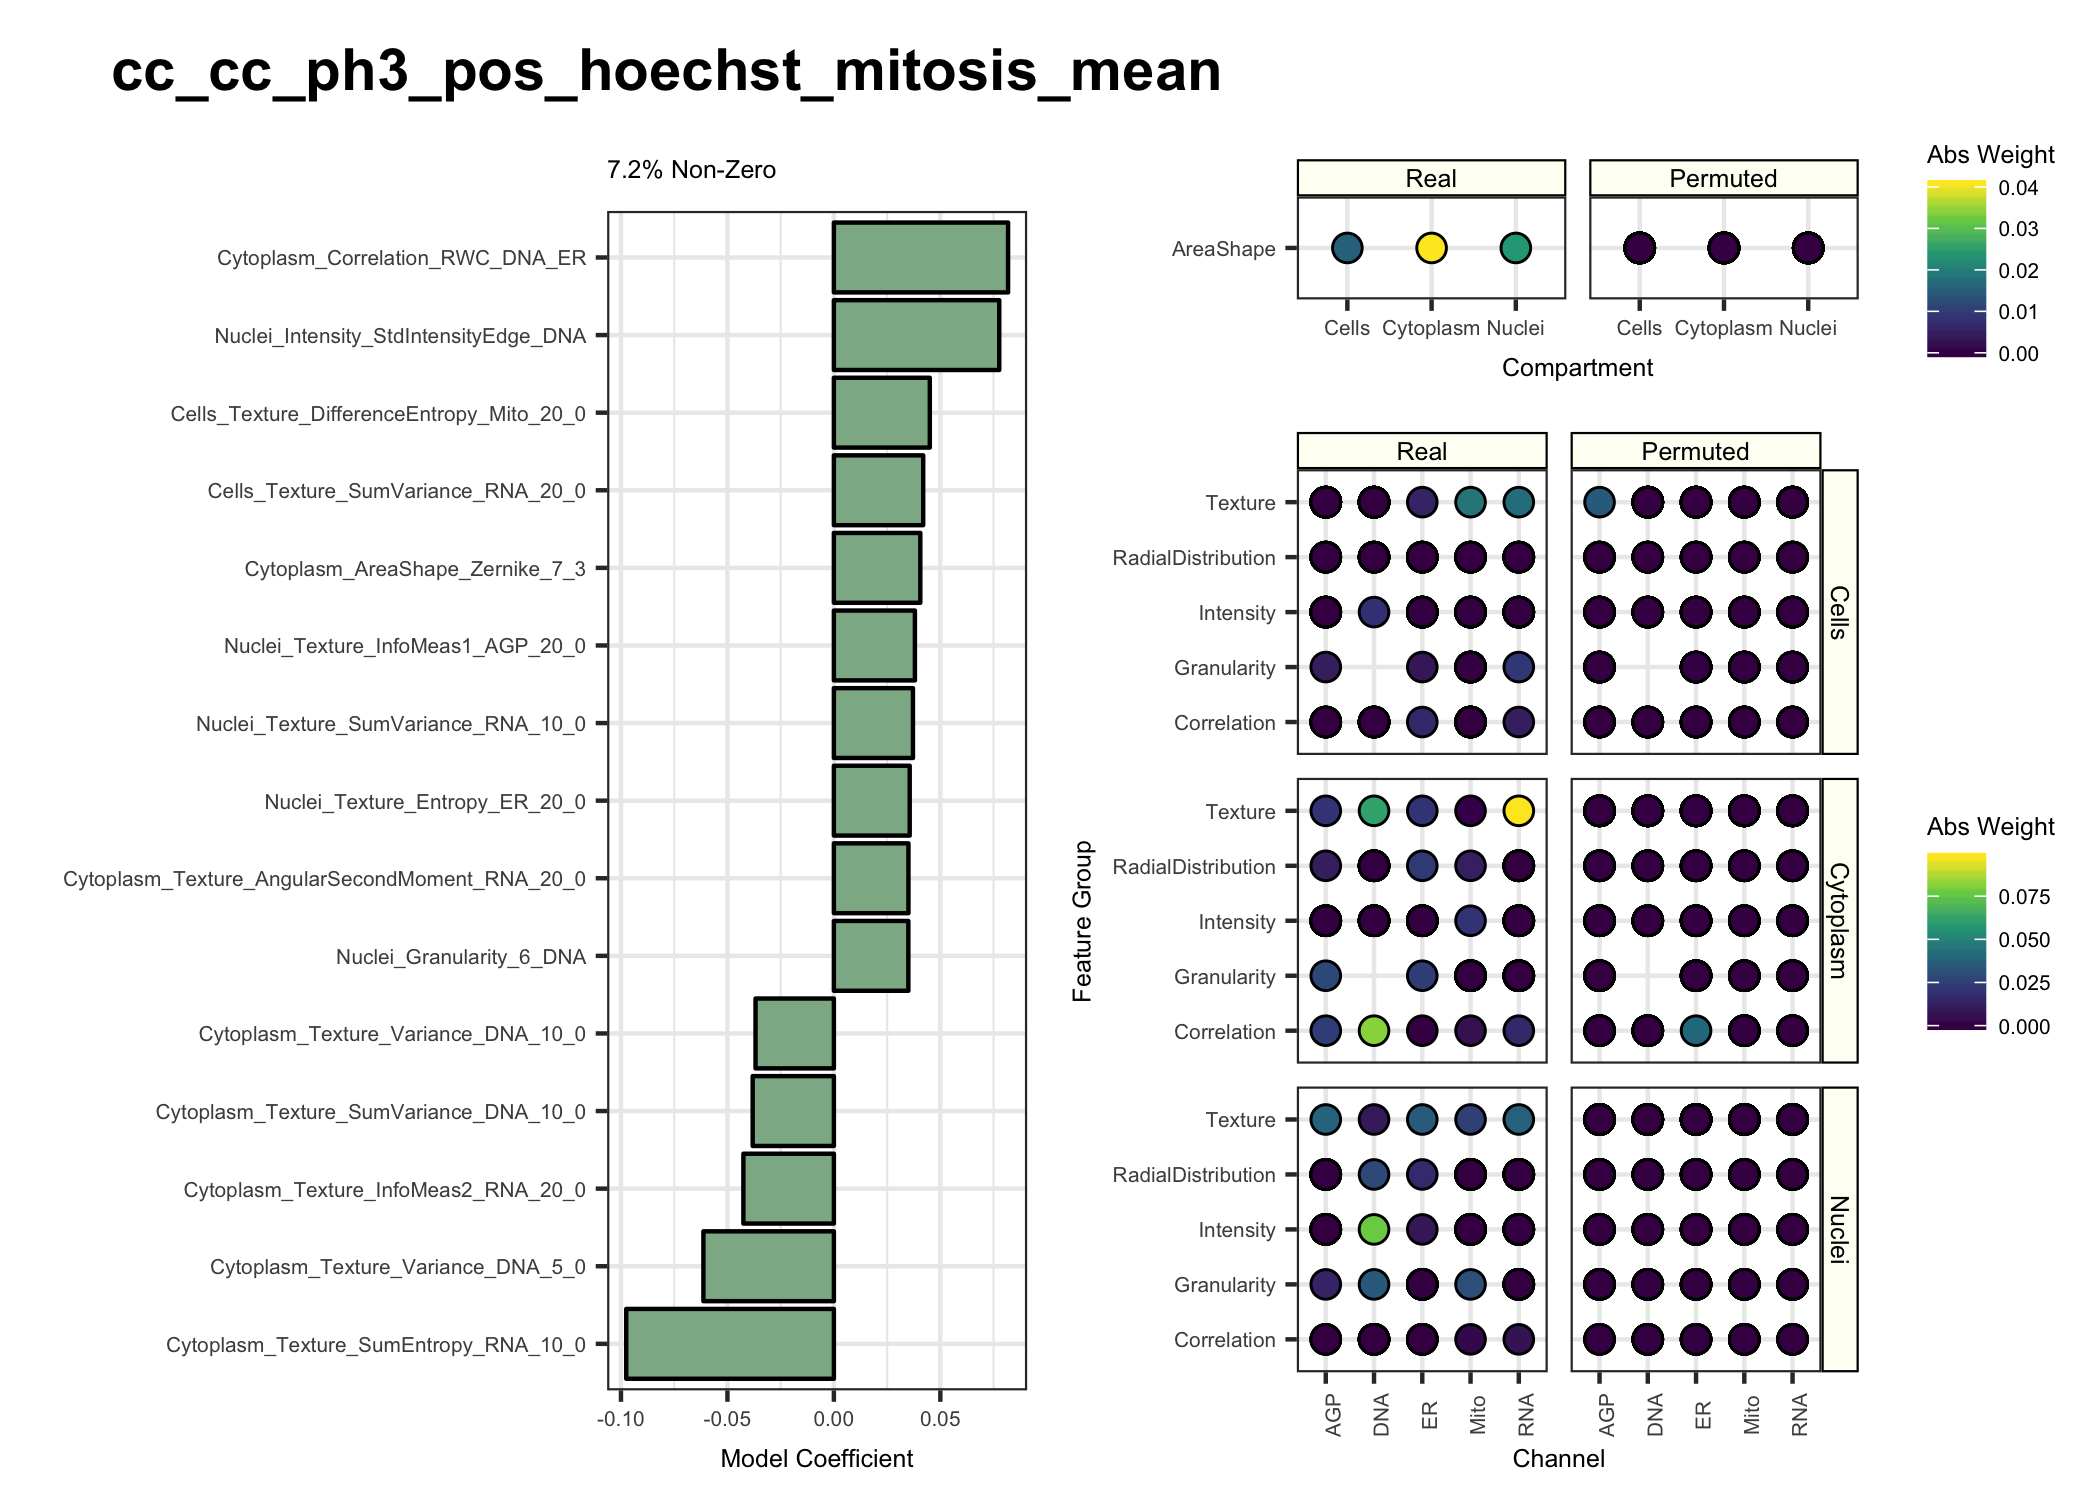 cc_cc_ph3_pos_hoechst_mitosis_mean
7.2% Non-Zero
Cytoplasm_Correlation_RWC_DNA_ER
Nuclei_Intensity_StdIntensityEdge_DNA
Cells_Texture_DifferenceEntropy_Mito_20_0
Cells_Texture_SumVariance_RNA_20_0
Cytoplasm_AreaShape_Zernike_7_3
Nuclei_Texture_InfoMeas1_AGP_20_0
Nuclei_Texture_SumVariance_RNA_10_0
Nuclei_Texture_Entropy_ER_20_0
Cytoplasm_Texture_AngularSecondMoment_RNA_20_0
Nuclei_Granularity_6_DNA
Cytoplasm_Texture_Variance_DNA_10_0
Cytoplasm_Texture_SumVariance_DNA_10_0
Cytoplasm_Texture_InfoMeas2_RNA_20_0
Cytoplasm_Texture_Variance_DNA_5_0
Cytoplasm_Texture_SumEntropy_RNA_10_0
-0.10 -0.05 0.00 0.05
Model Coefficient
Real Permuted
AreaShape
Cells Cytoplasm Nuclei Cells Cytoplasm Nuclei
Compartment
Abs Weight
0.04
0.03
0.02
0.01
0.00
Feature Group
Real Permuted
Texture
RadialDistribution
Intensity
Granularity
Correlation
Cells
Texture
RadialDistribution
Intensity
Granularity
Correlation
Cytoplasm
Texture
RadialDistribution
Intensity
Granularity
Correlation
Nuclei
AGP DNA ER Mito RNA AGP DNA ER Mito RNA
Channel
Abs Weight
0.075
0.050
0.025
0.000